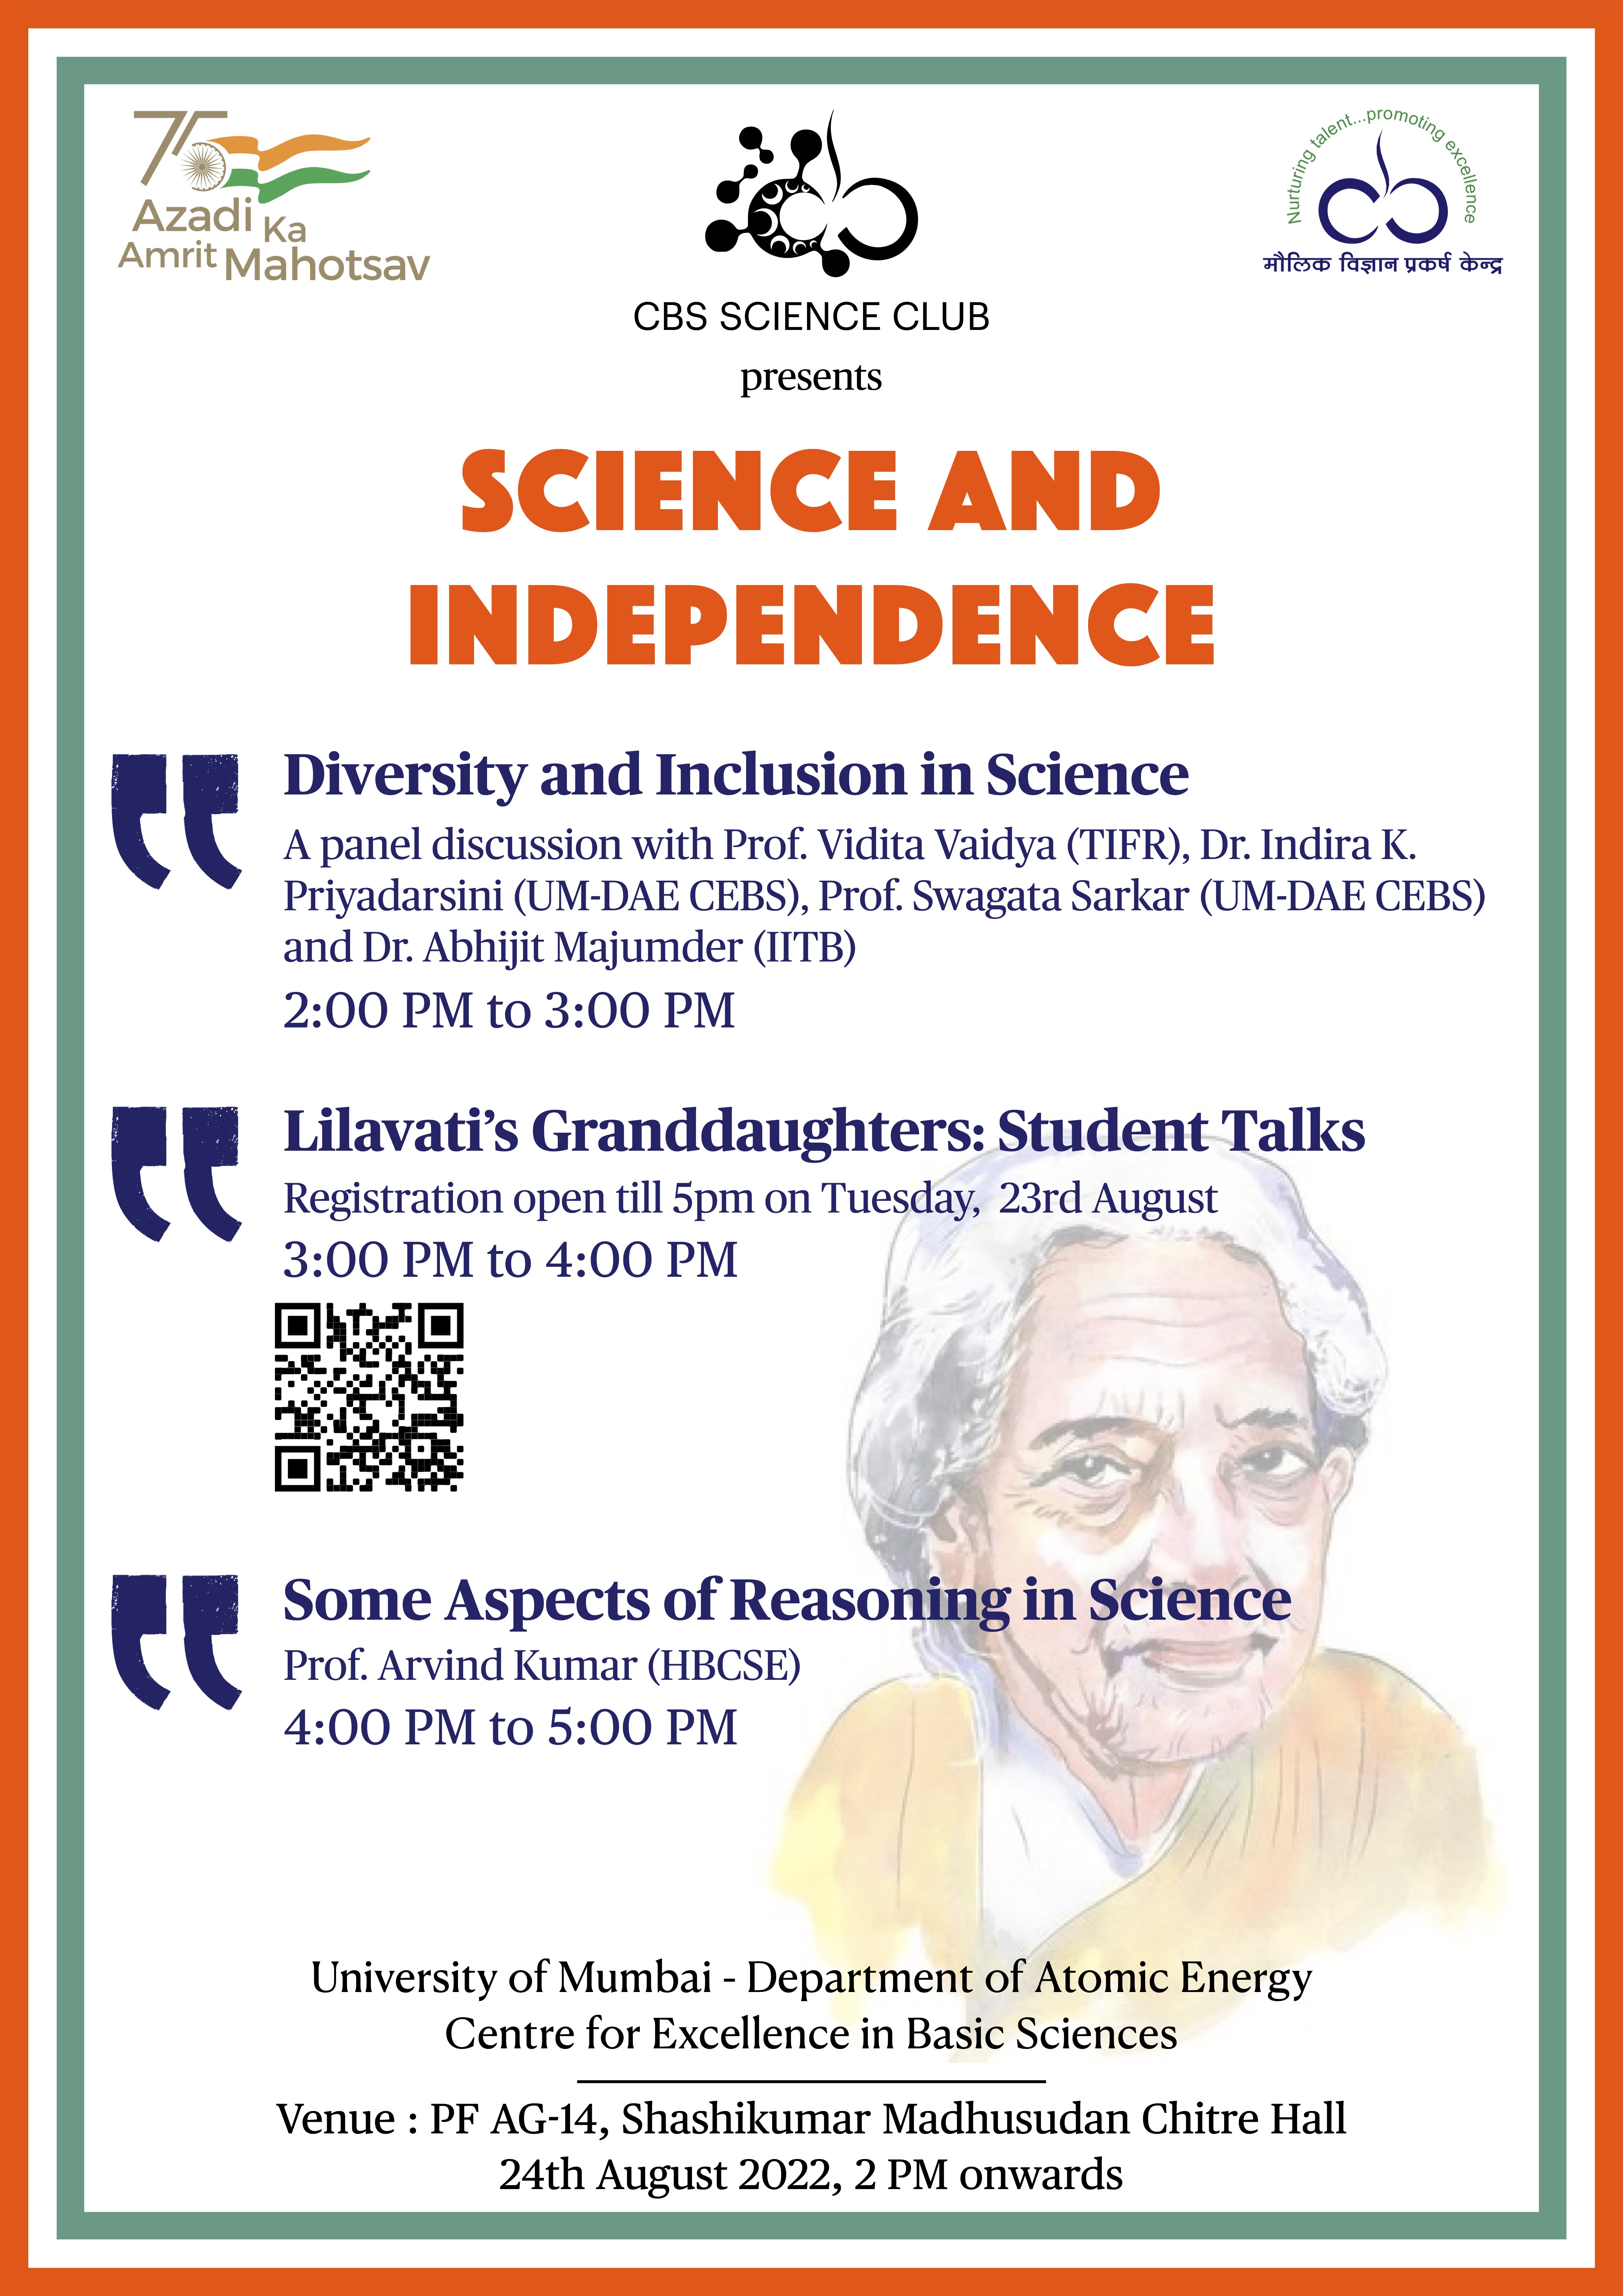 75
Azadi Ka
Amrit Mahotsav
CBS SCIENCE CLUB
presents
Nurturing talent...promoting excellence
मौलिक विज्ञान प्रकर्ष केन्द्र
SCIENCE AND
INDEPENDENCE
Diversity and Inclusion in Science
A panel discussion with Prof. Vidita Vaidya (TIFR), Dr. Indira K.
Priyadarsini (UM-DAE CEBS), Prof. Swagata Sarkar (UM-DAE CEBS)
and Dr. Abhijit Majumder (IITB)
2:00 PM to 3:00 PM
Lilavati’s Granddaughters: Student Talks
Registration open till 5pm on Tuesday, 23rd August
3:00 PM to 4:00 PM
Some Aspects of Reasoning in Science
Prof. Arvind Kumar (HBCSE)
4:00 PM to 5:00 PM
University of Mumbai - Department of Atomic Energy
Centre for Excellence in Basic Sciences
Venue : PF AG-14, Shashikumar Madhusudan Chitre Hall
24th August 2022, 2 PM onwards